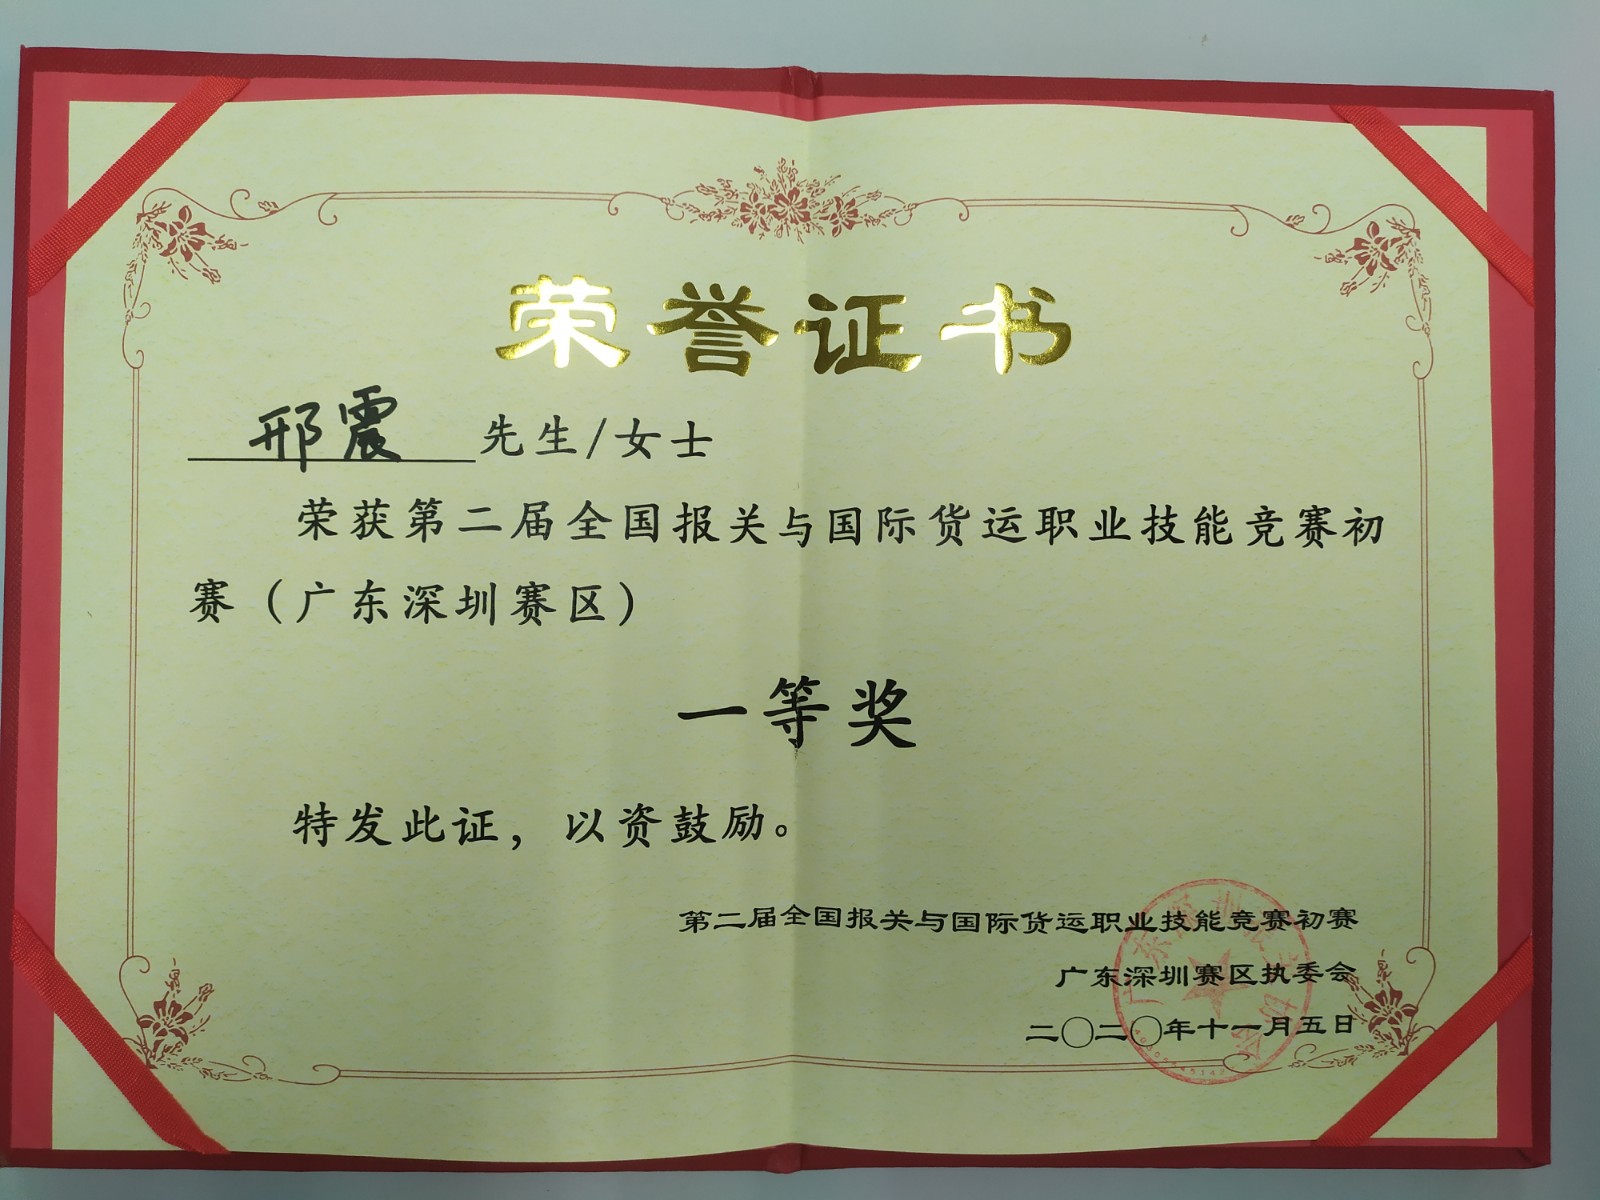 荣誉证书
邢震 先生/女士
荣获第二届全国报关与国际货运职业技能竞赛初
赛（广东深圳赛区）
一等奖
特发此证，以资鼓励。
第二届全国报关与国际货运职业技能竞赛初赛
广东深圳赛区执委会
二〇二〇年十一月五日